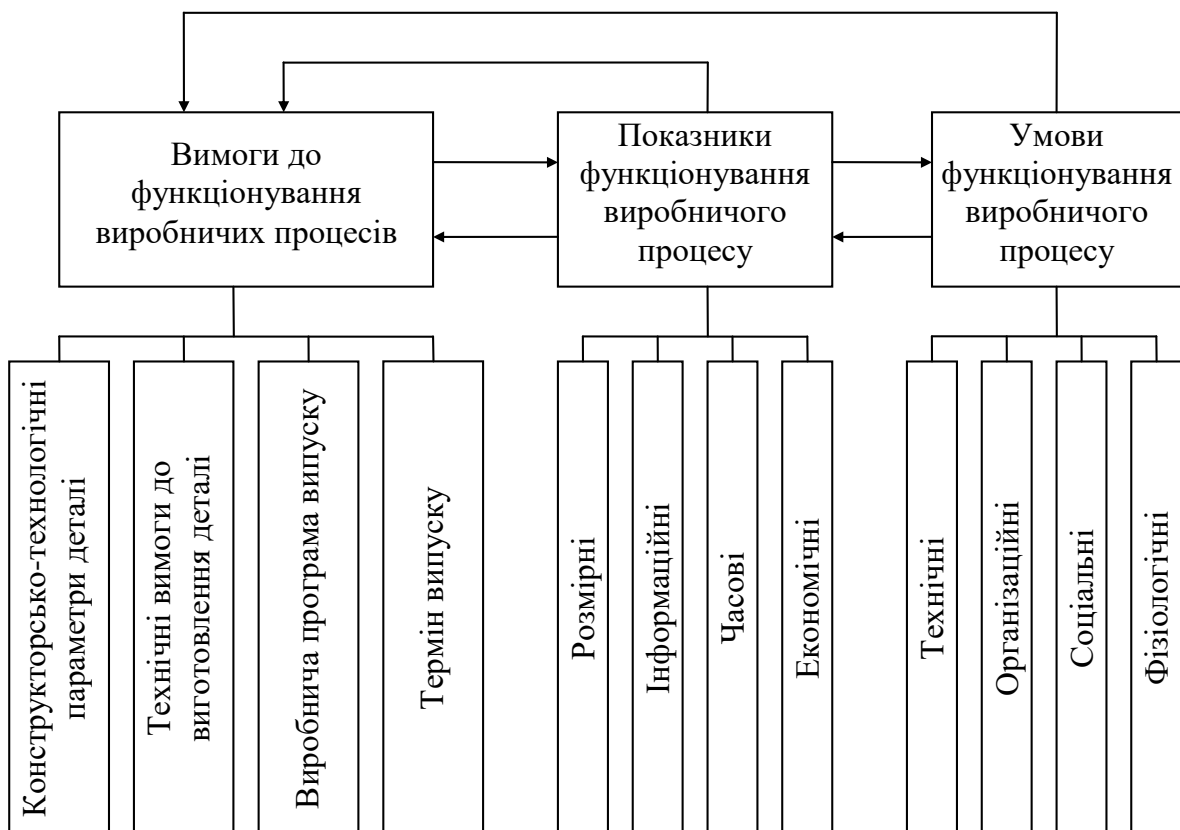 Вимоги до
функціонування
виробничих процесів
Показники
функціонування
виробничого
процесу
Умови
функціонування
виробничого
процесу
Конструкторсько-технологічні
параметри деталі
Технічні вимоги до
виготовлення деталі
Виробнича програма випуску
Термін випуску
Розмірні
Інформаційні
Часові
Економічні
Технічні
Організаційні
Соціальні
Фізіологічні